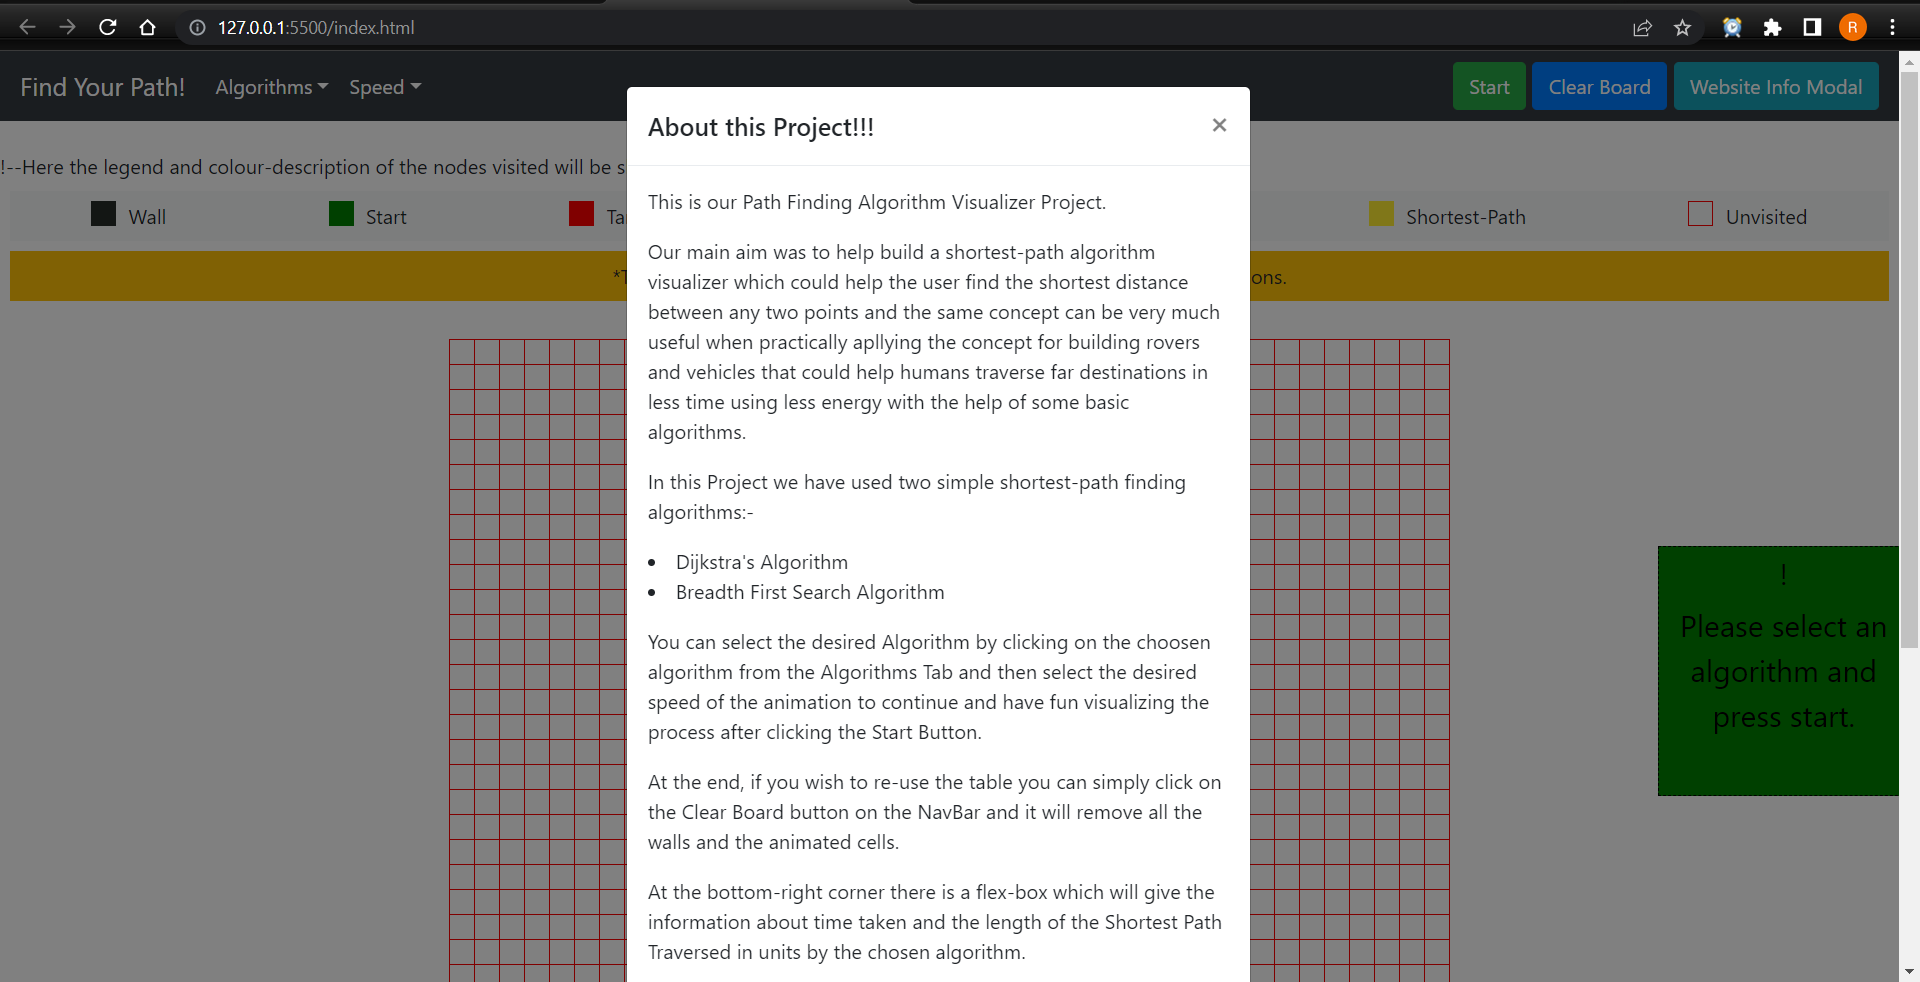 127.0.0.1:5500/index.html
R
Find Your Path! Algorithms Speed Start Clear Board Website Info Modal
About this Project!!! ×
!--Here the legend and colour-description of the nodes visited will be
Wall Start Shortest-Path Unvisited
This is our Path Finding Algorithm Visualizer Project.
Our main aim was to help build a shortest-path algorithm
visualizer which could help the user find the shortest distance
between any two points and the same concept can be very much
useful when practically apllying the concept for building rovers
and vehicles that could help humans traverse far destinations in
less time using less energy with the help of some basic
algorithms.
In this Project we have used two simple shortest-path finding
algorithms:-
• Dijkstra's Algorithm
• Breadth First Search Algorithm
You can select the desired Algorithm by clicking on the choosen
algorithm from the Algorithms Tab and then select the desired
speed of the animation to continue and have fun visualizing the
process after clicking the Start Button.
At the end, if you wish to re-use the table you can simply click on
the Clear Board button on the NavBar and it will remove all the
walls and the animated cells.
At the bottom-right corner there is a flex-box which will give the
information about time taken and the length of the Shortest Path
Traversed in units by the chosen algorithm.
!
Please select an
algorithm and
press start.